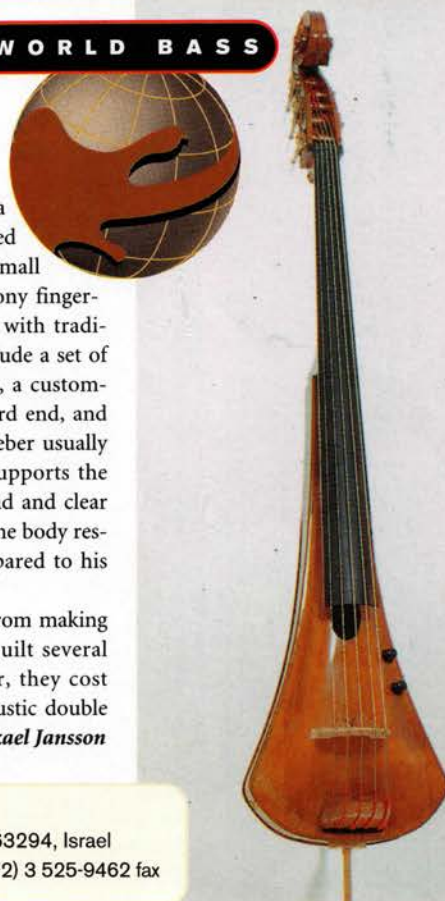 WORLD BASS
a
ed
mall
ony finger-
with tradi-
ude a set of
, a custom-
rd end, and
eber usually
upports the
d and clear
ne body res-
pared to his
rom making
uilt several
r, they cost
ustic double
kael Jansson
63294, Israel
2) 3 525-9462 fax